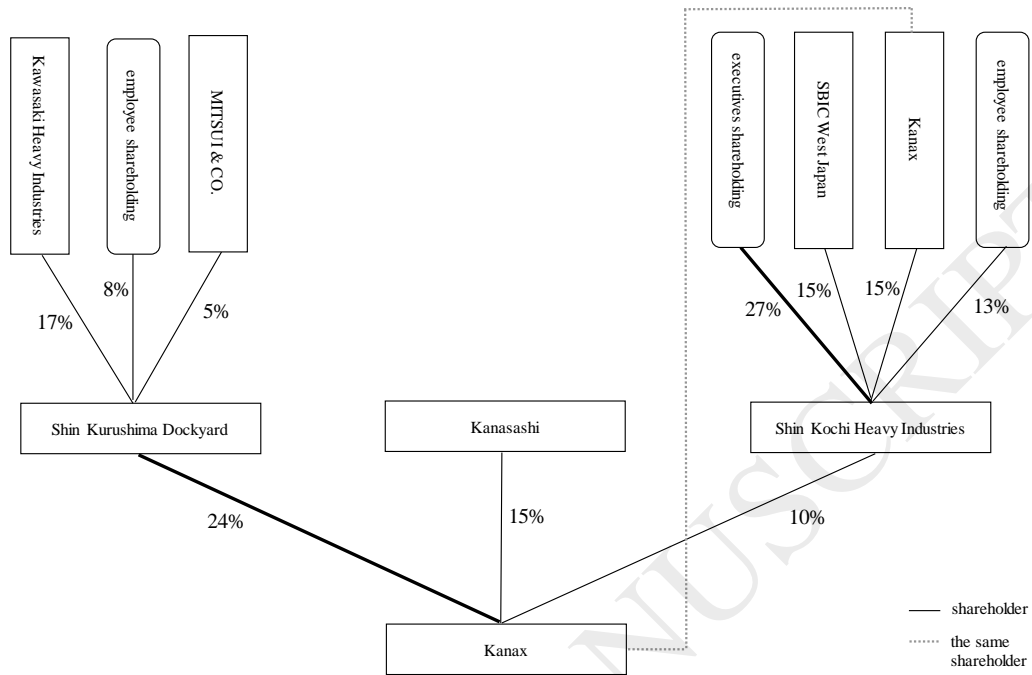 Kawasaki Heavy Industries
employee shareholding
MITSUI & CO.
executives shareholding
SBIC West Japan
Kanax
employee shareholding
17%
8%
5%
27%
15%
15%
13%
Shin Kurushima Dockyard
Kanasashi
Shin Kochi Heavy Industries
24%
15%
10%
Kanax
shareholder
the same
shareholder
NUSCRIPT